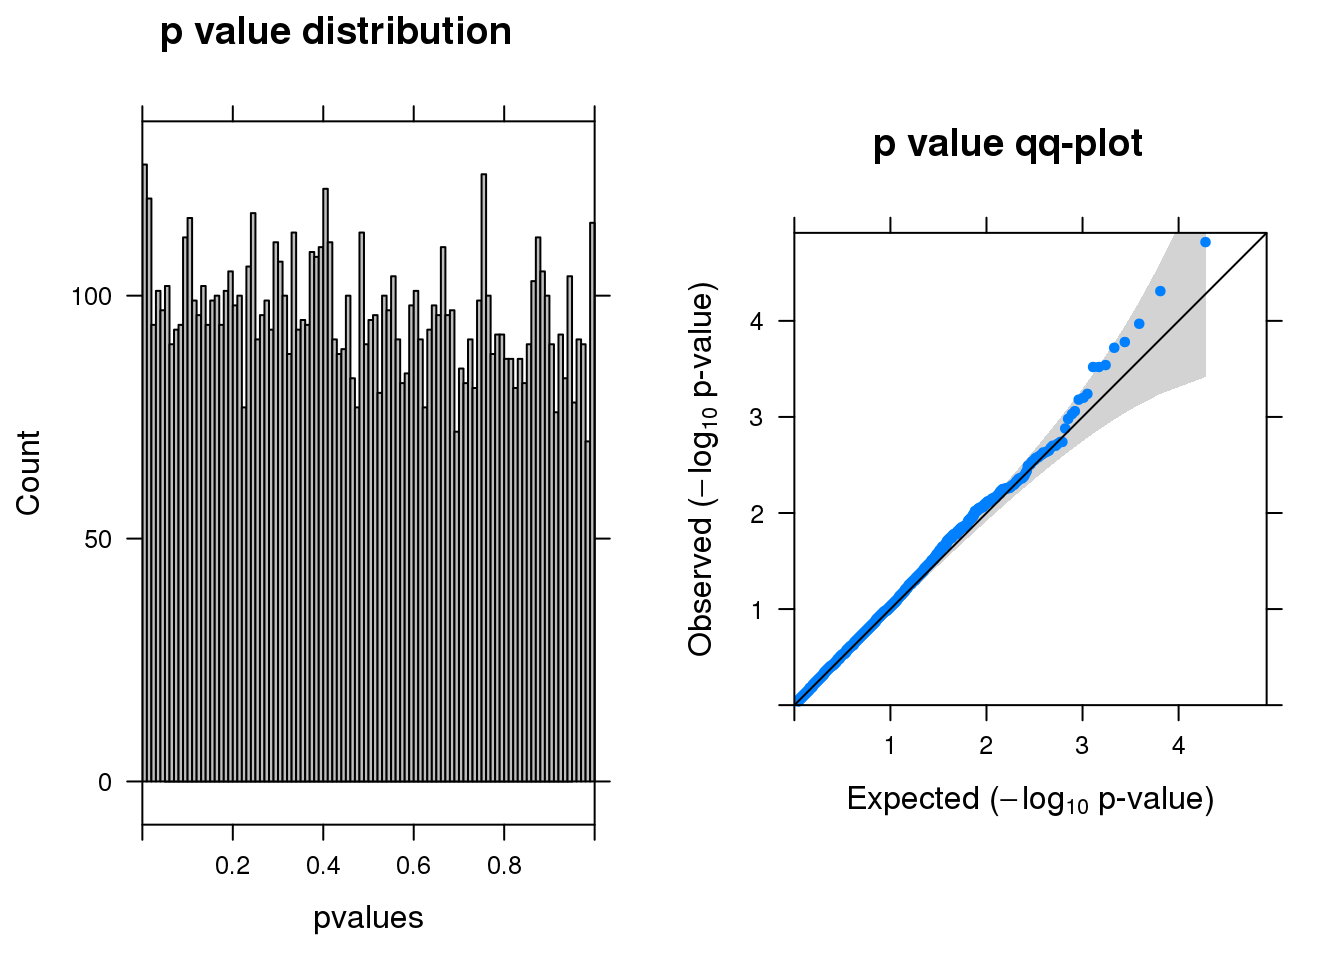 p value distribution
Count
100
50
0
0.2 0.4 0.6 0.8
pvalues
p value qq-plot
Observed (−log₁₀ p-value)
4
3
2
1
1 2 3 4
Expected (−log₁₀ p-value)